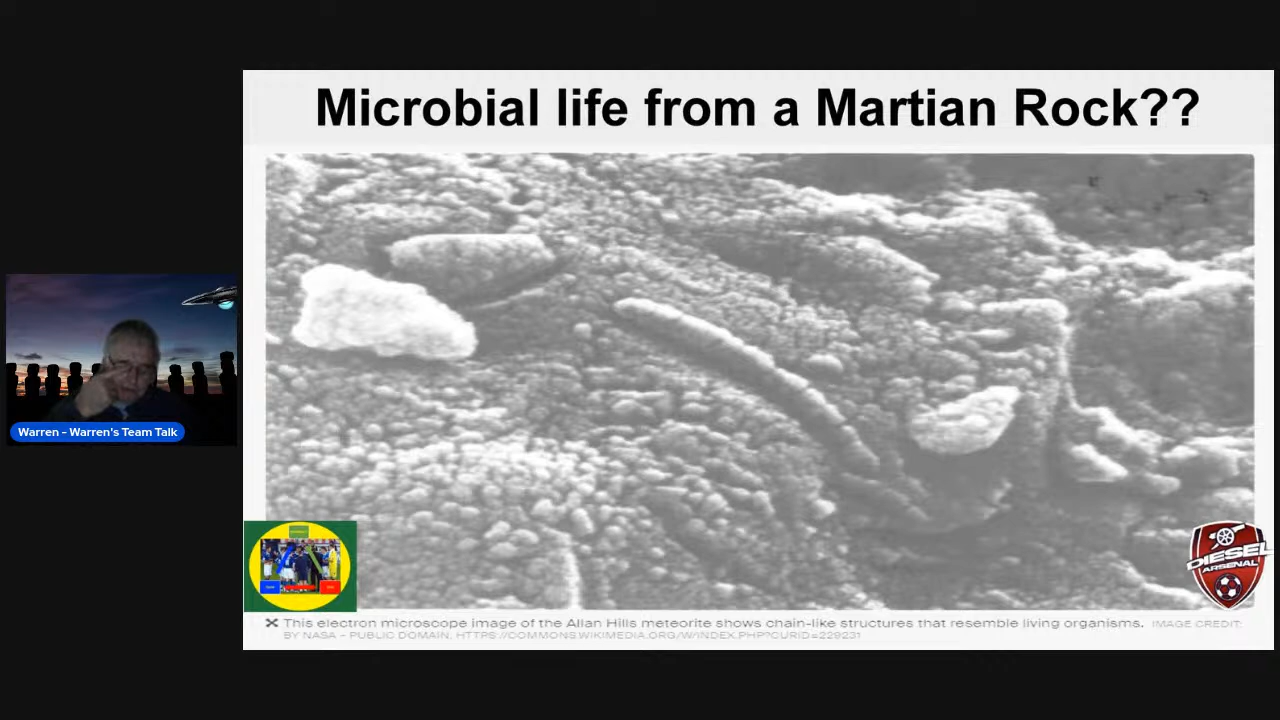 Microbial life from a Martian Rock??
Warren – Warren's Team Talk
DIESEL
ARSENAL
This electron microscope image of the Allan Hills meteorite shows chain-like structures that resemble living organisms. IMAGE CREDIT:
BY NASA – PUBLIC DOMAIN, HTTPS://COMMONS.WIKIMEDIA.ORG/W/INDEX.PHP?CURID=229231